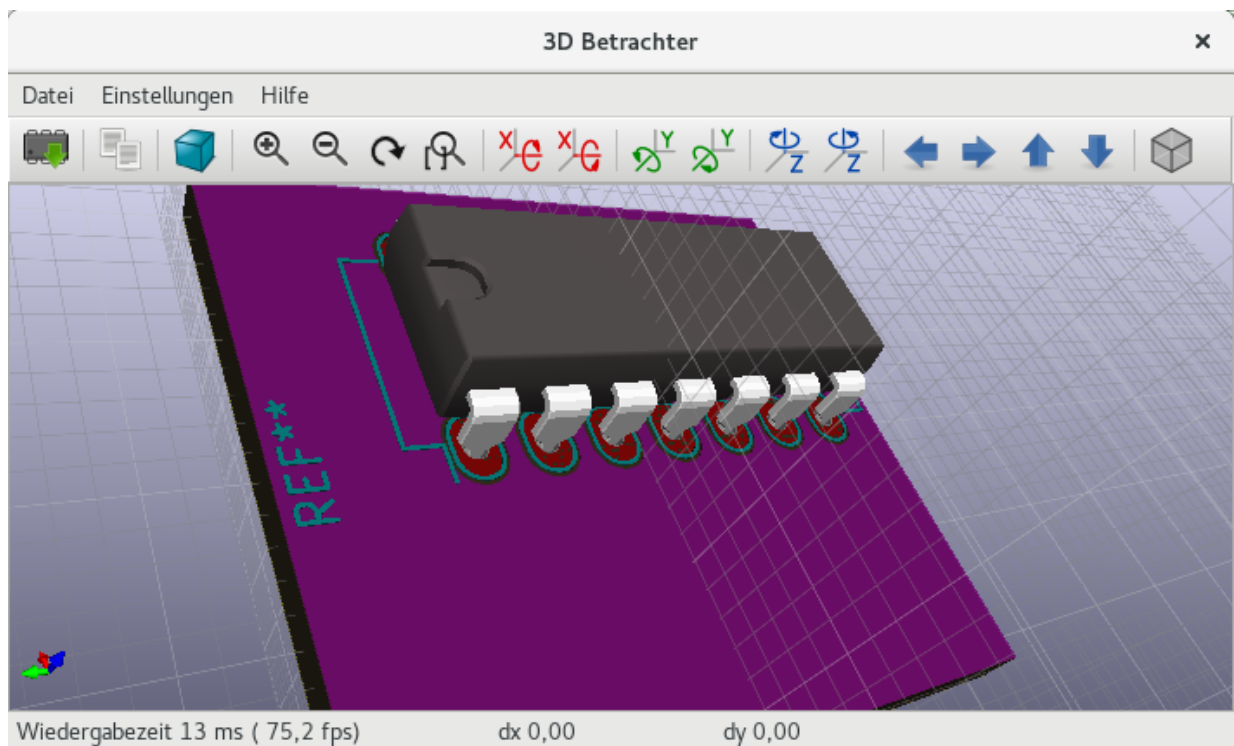 3D Betrachter
Datei Einstellungen Hilfe
X X Y Y Z Z
REF**
Wiedergabezeit 13 ms ( 75,2 fps) dx 0,00 dy 0,00